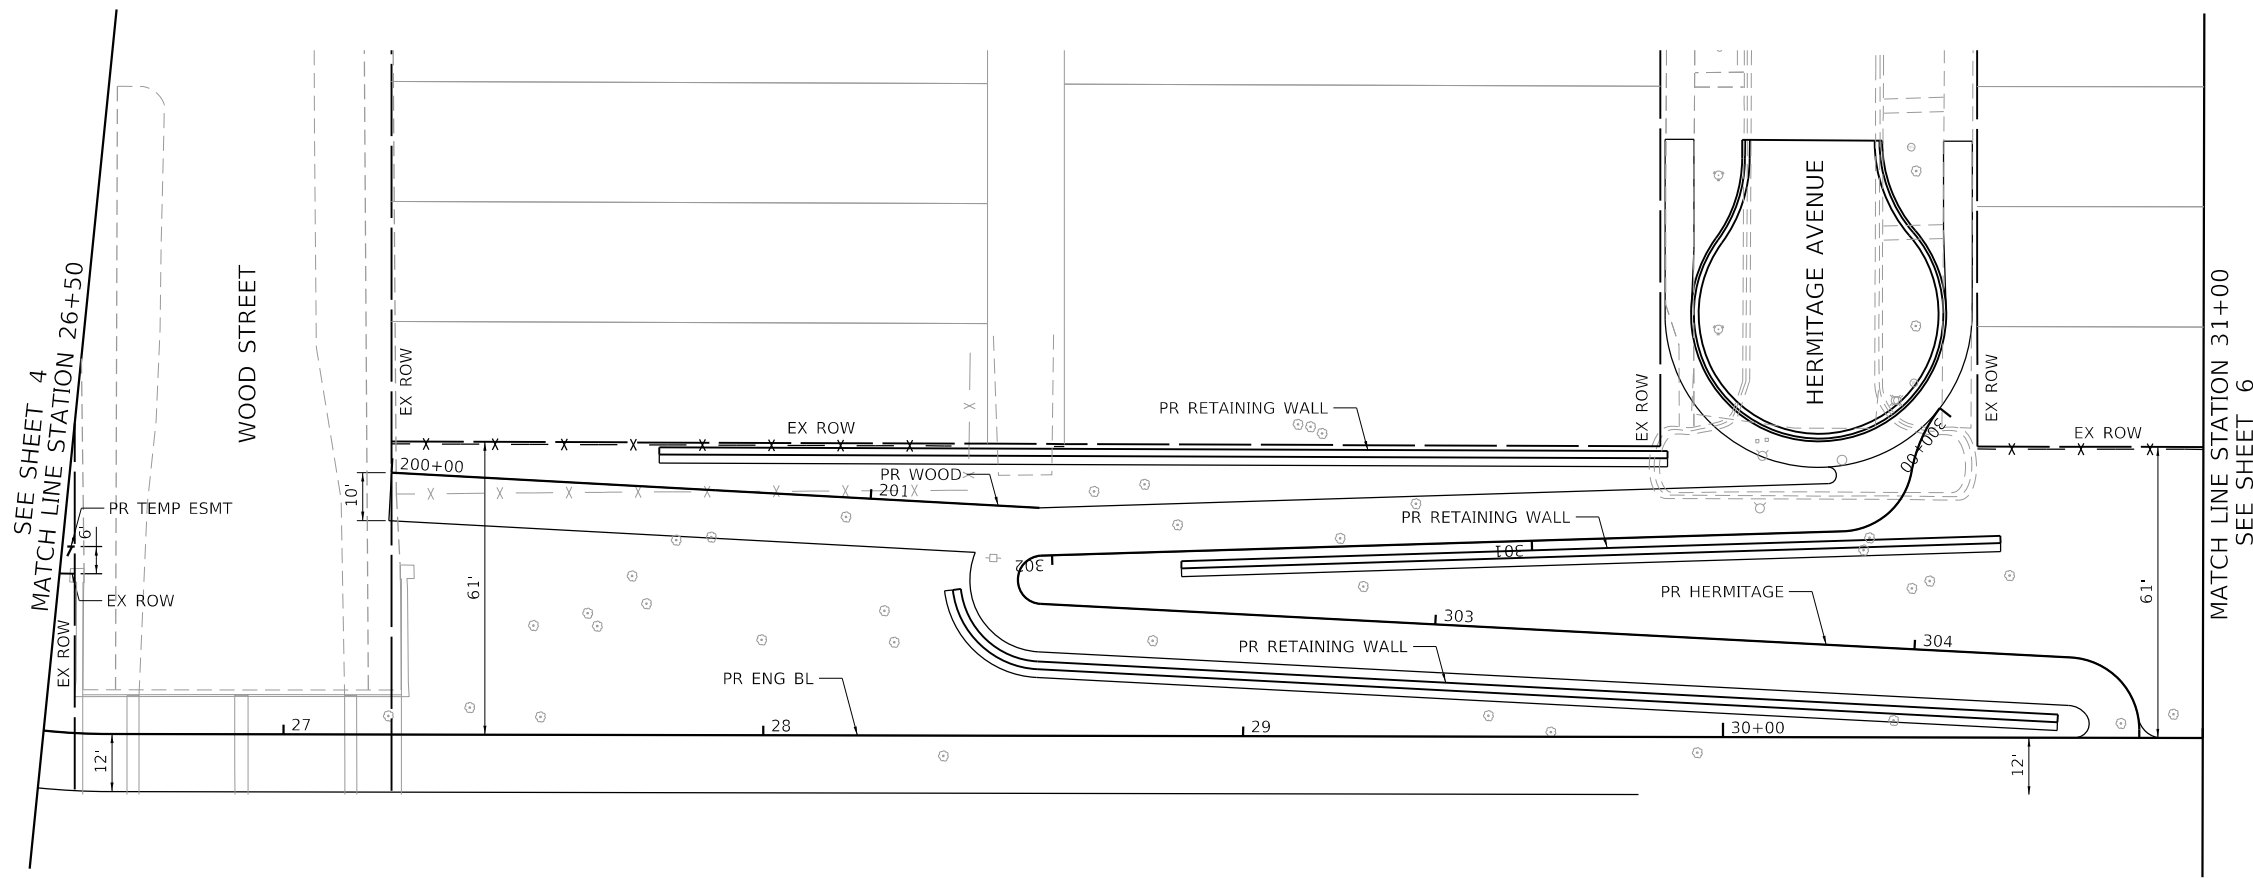 SEE SHEET 4
MATCH LINE STATION 26+50
WOOD STREET
EX ROW
EX ROW
PR RETAINING WALL
EX ROW
HERMITAGE AVENUE
EX ROW
EX ROW
MATCH LINE STATION 31+00
SEE SHEET 6
200+00
10'
201
PR WOOD
300+00
PR TEMP ESMT
6'
EX ROW
EX ROW
61'
PR RETAINING WALL
301
302
PR HERMITAGE
61'
303
304
PR RETAINING WALL
PR ENG BL
27
28
29
30+00
12'
12'